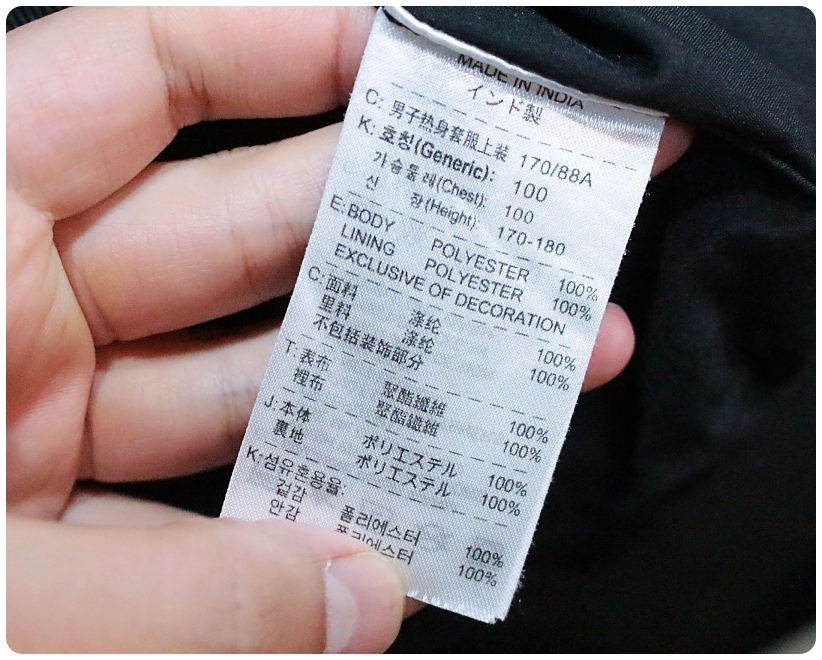 MADE IN INDIA
インド製
C: 男子热身套服上装 170/88A
K: 호칭(Generic): 100
가슴둘레(Chest): 100
신 장(Height): 170-180
E: BODY POLYESTER 100%
LINING POLYESTER 100%
EXCLUSIVE OF DECORATION
C: 面料 涤纶 100%
里料 涤纶 100%
不包括装饰部分
T: 表布 聚酯纖維 100%
裡布 聚酯纖維 100%
J: 本体 ポリエステル 100%
裏地 ポリエステル 100%
K: 섬유혼용율:
겉감 폴리에스터 100%
안감 폴리에스터 100%